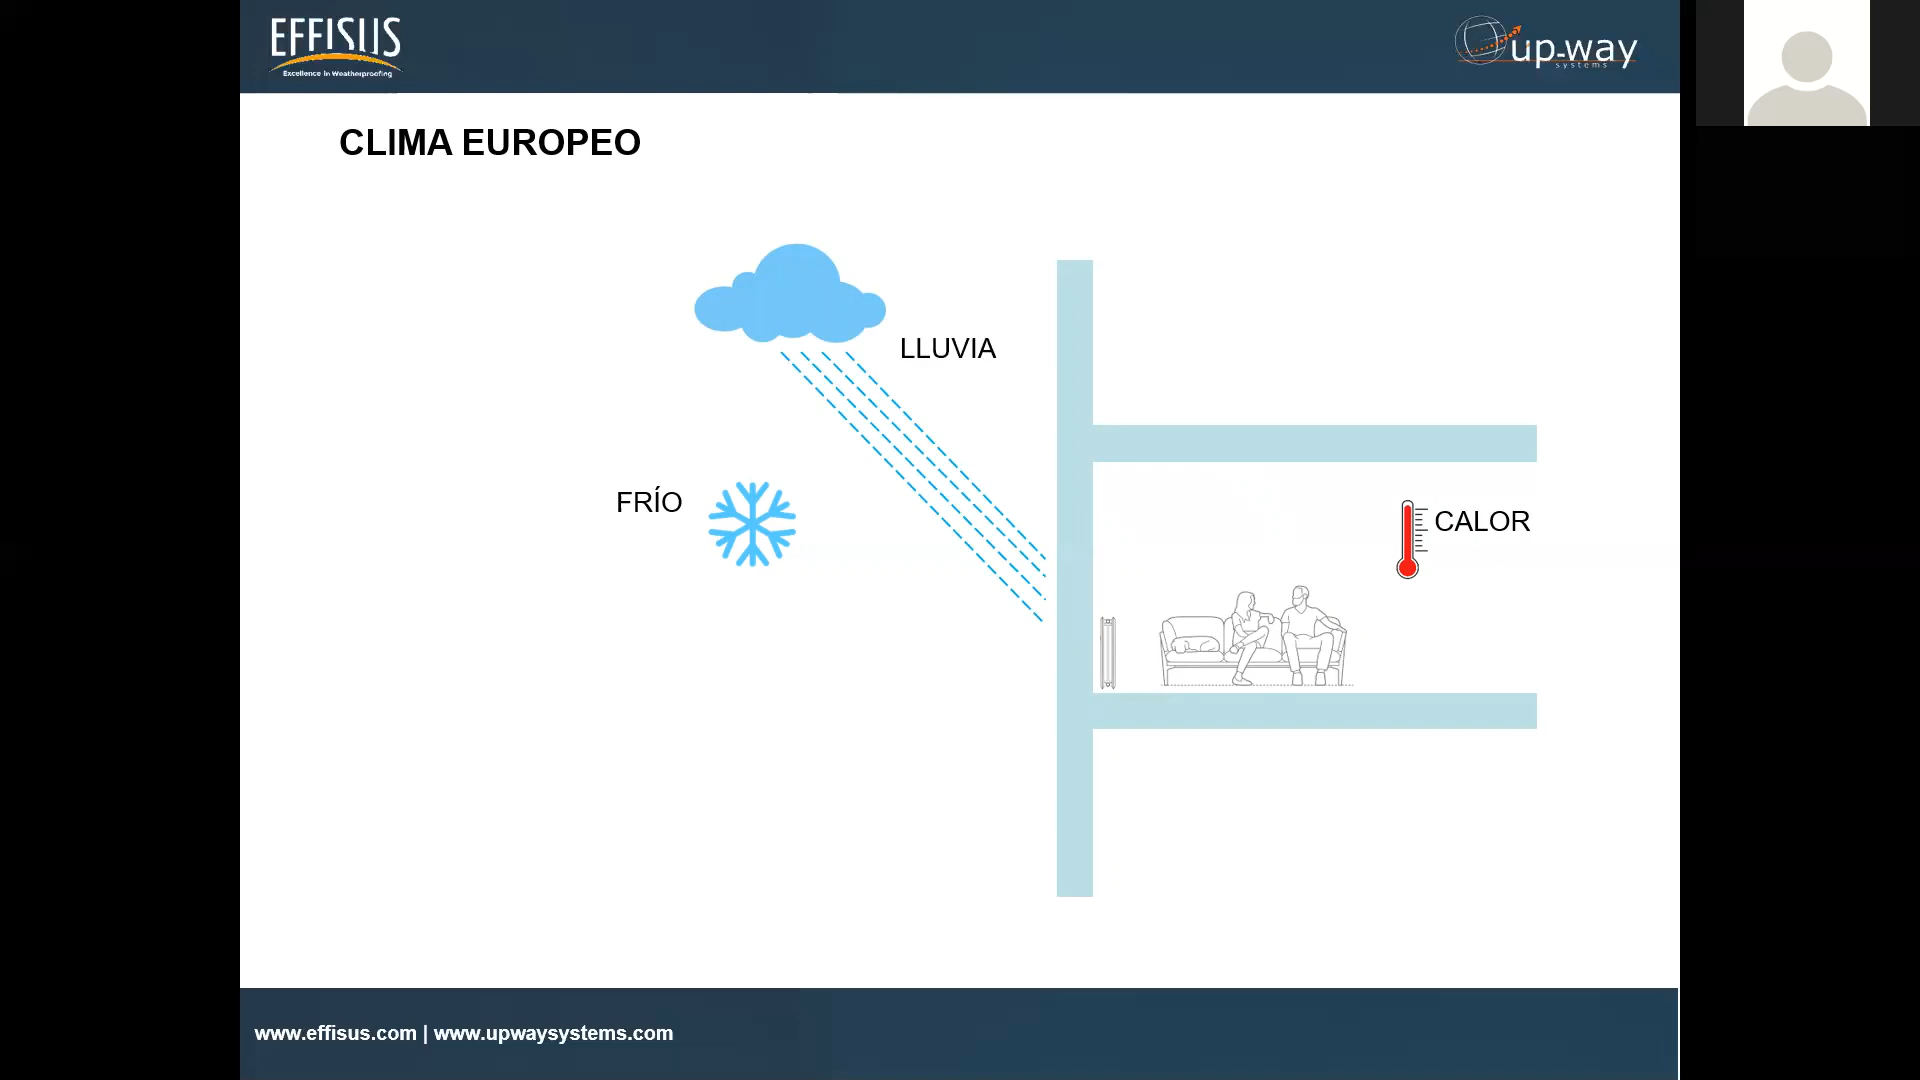 EFFISUS
Excellence in Weatherproofing
up-way
systems
CLIMA EUROPEO
LLUVIA
FRÍO
CALOR
www.effisus.com | www.upwaysystems.com